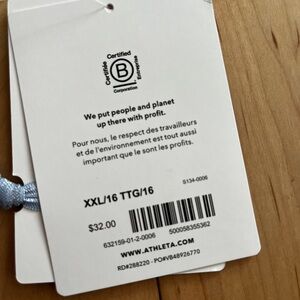 Certified
Certifiée
B
Entreprise
Corporation
We put people and planet
up there with profit.
Pour nous, le respect des travailleurs
et de l'environnement est tout aussi
important que le sont les profits.
XXL/16 TTG/16
S134-0006
$32.00
632159-01-2-0006
500058355362
WWW.ATHLETA.COM
RD#288220 - PO#VB48926770